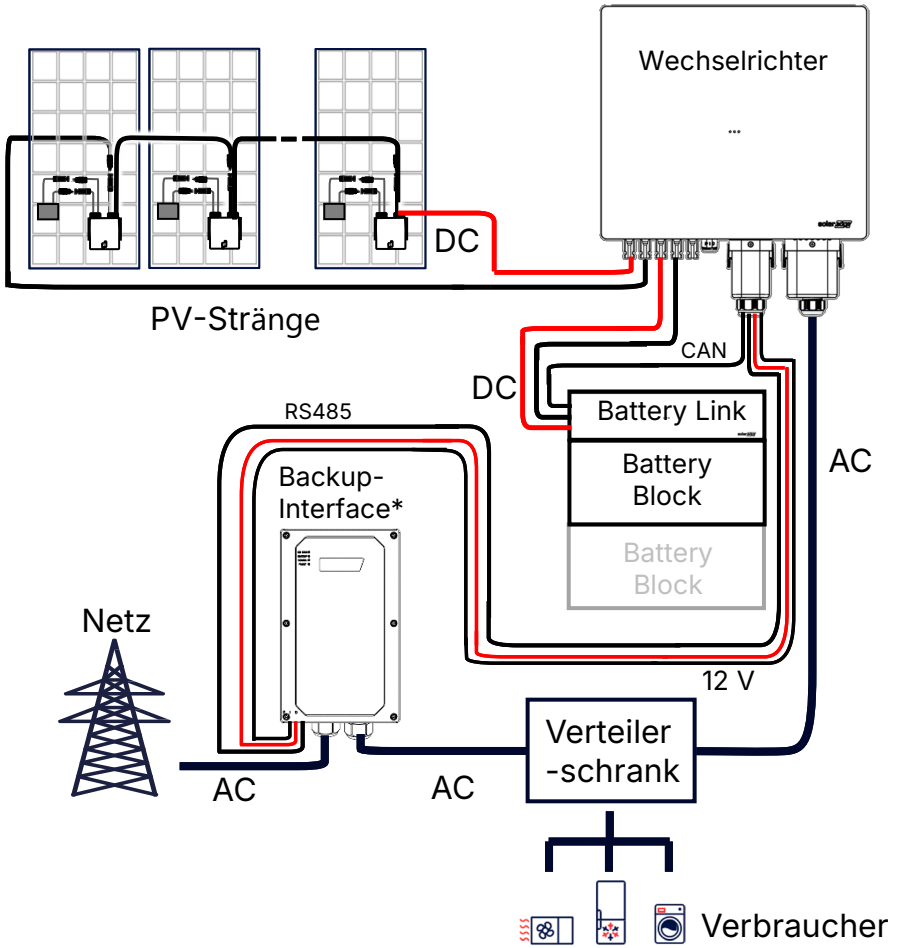 Wechselrichter
solaredge
DC
PV-Stränge
CAN
DC
RS485
Battery Link
AC
Backup-
Interface*
Battery
Block
Battery
Block
Netz
12 V
Verteiler
-schrank
AC
AC
Verbraucher